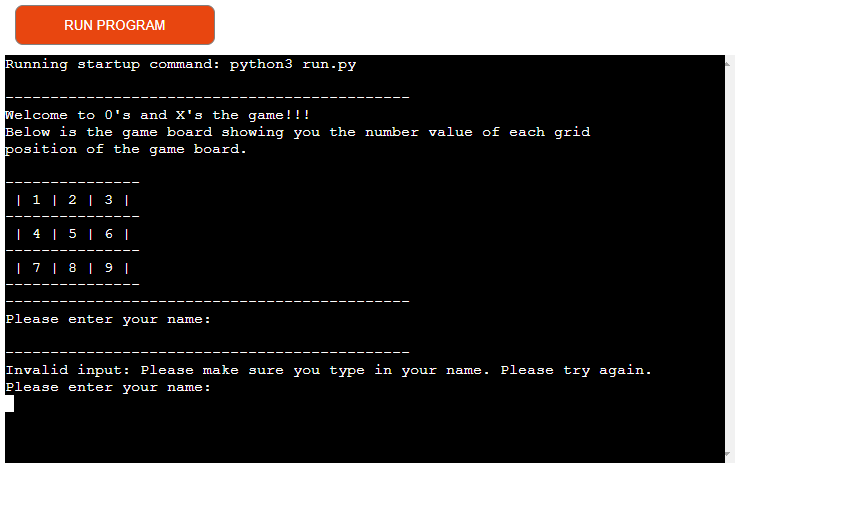 RUN PROGRAM
Running startup command: python3 run.py
---------------------------------------------
Welcome to 0's and X's the game!!!
Below is the game board showing you the number value of each grid
position of the game board.
---------------
| 1 | 2 | 3 |
---------------
| 4 | 5 | 6 |
---------------
| 7 | 8 | 9 |
---------------
---------------------------------------------
Please enter your name:
---------------------------------------------
Invalid input: Please make sure you type in your name. Please try again.
Please enter your name: